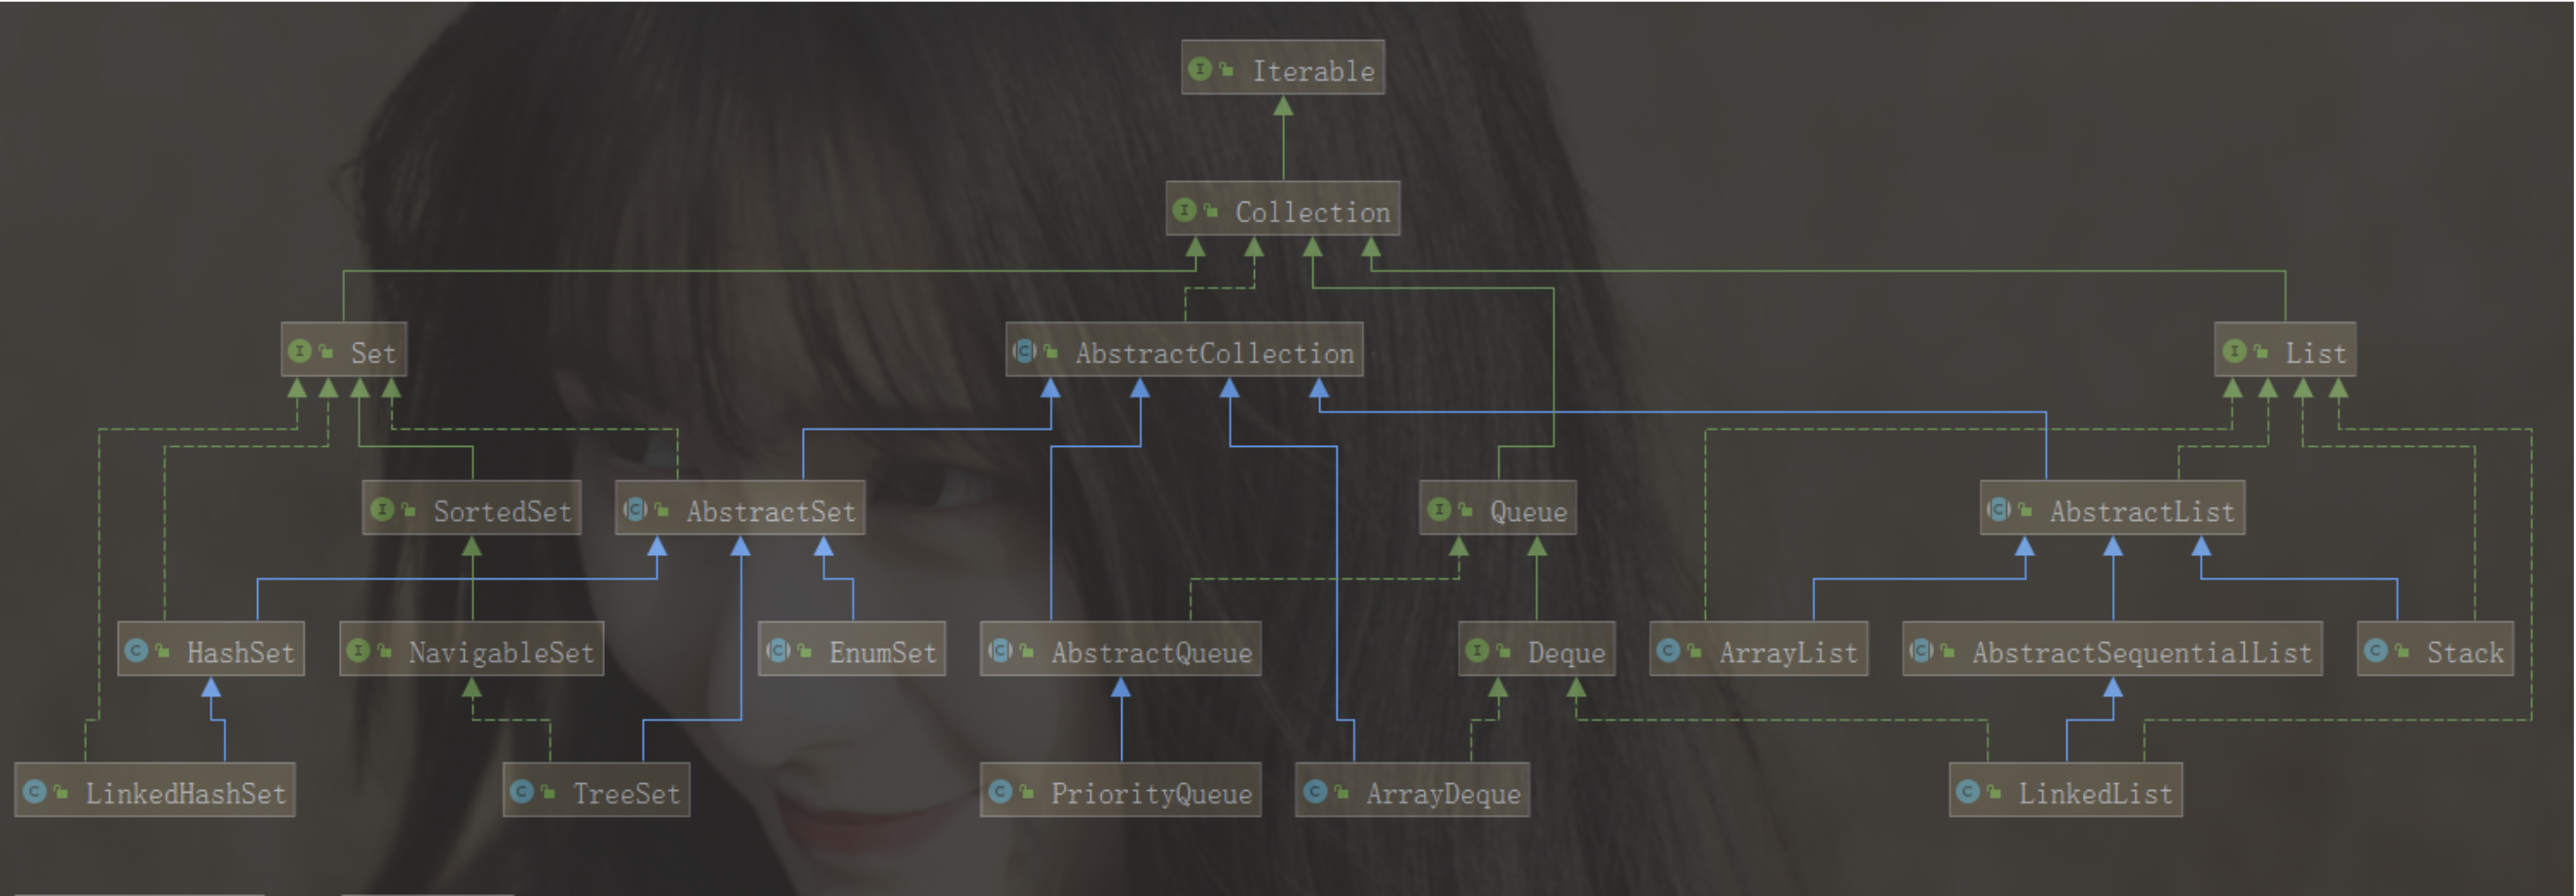 Iterable
Collection
Set
AbstractCollection
List
SortedSet
AbstractSet
Queue
AbstractList
HashSet
NavigableSet
EnumSet
AbstractQueue
Deque
ArrayList
AbstractSequentialList
Stack
LinkedHashSet
TreeSet
PriorityQueue
ArrayDeque
LinkedList